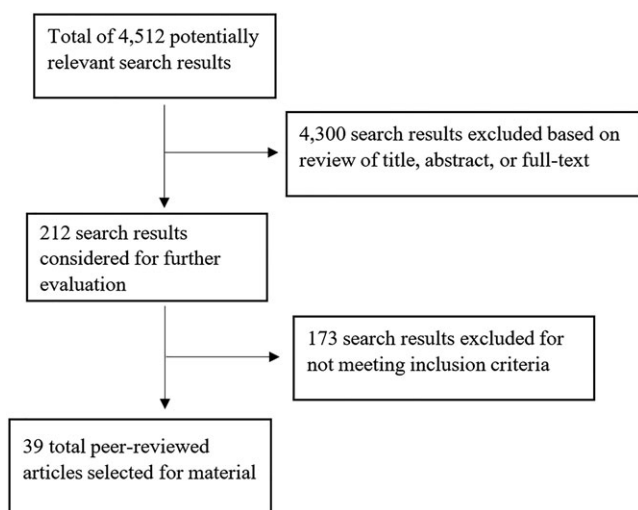 Total of 4,512 potentially
relevant search results
4,300 search results excluded based on
review of title, abstract, or full-text
212 search results
considered for further
evaluation
173 search results excluded for
not meeting inclusion criteria
39 total peer-reviewed
articles selected for material